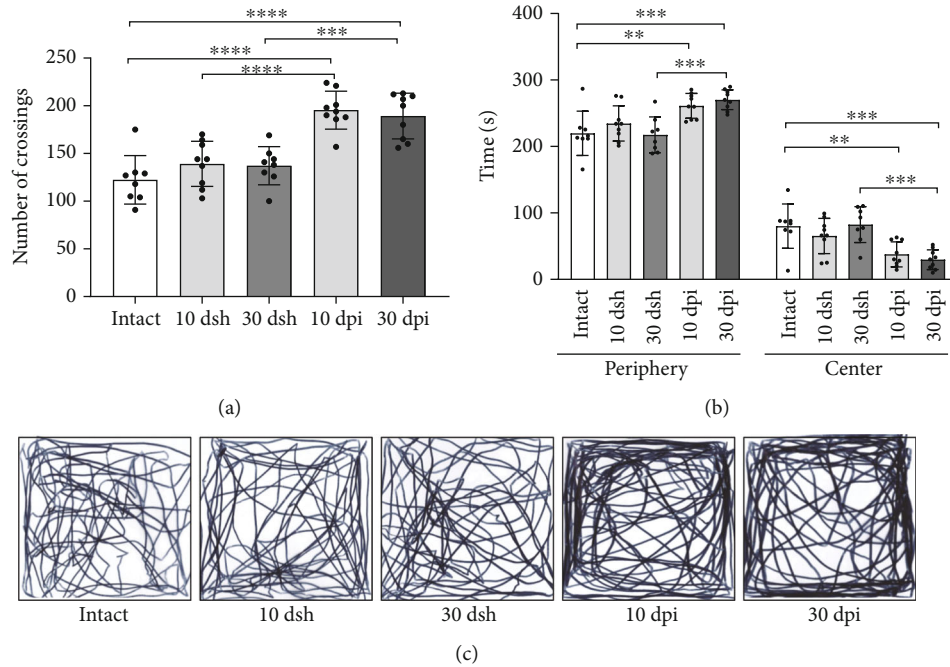 ****
***
****
****
250
200
150
100
50
0
Number of crossings
Intact 10 dsh 30 dsh 10 dpi 30 dpi
(a)
***
**
***
***
**
***
400
300
200
100
0
Time (s)
Intact 10 dsh 30 dsh 10 dpi 30 dpi Intact 10 dsh 30 dsh 10 dpi 30 dpi
Periphery Center
(b)
Intact 10 dsh 30 dsh 10 dpi 30 dpi
(c)